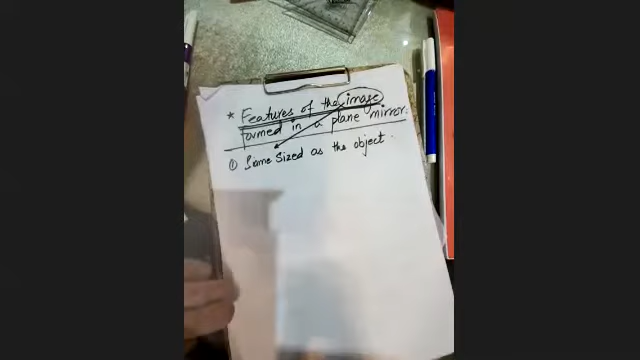 * Features of the image
formed in a plane mirror.
① Same sized as the object.